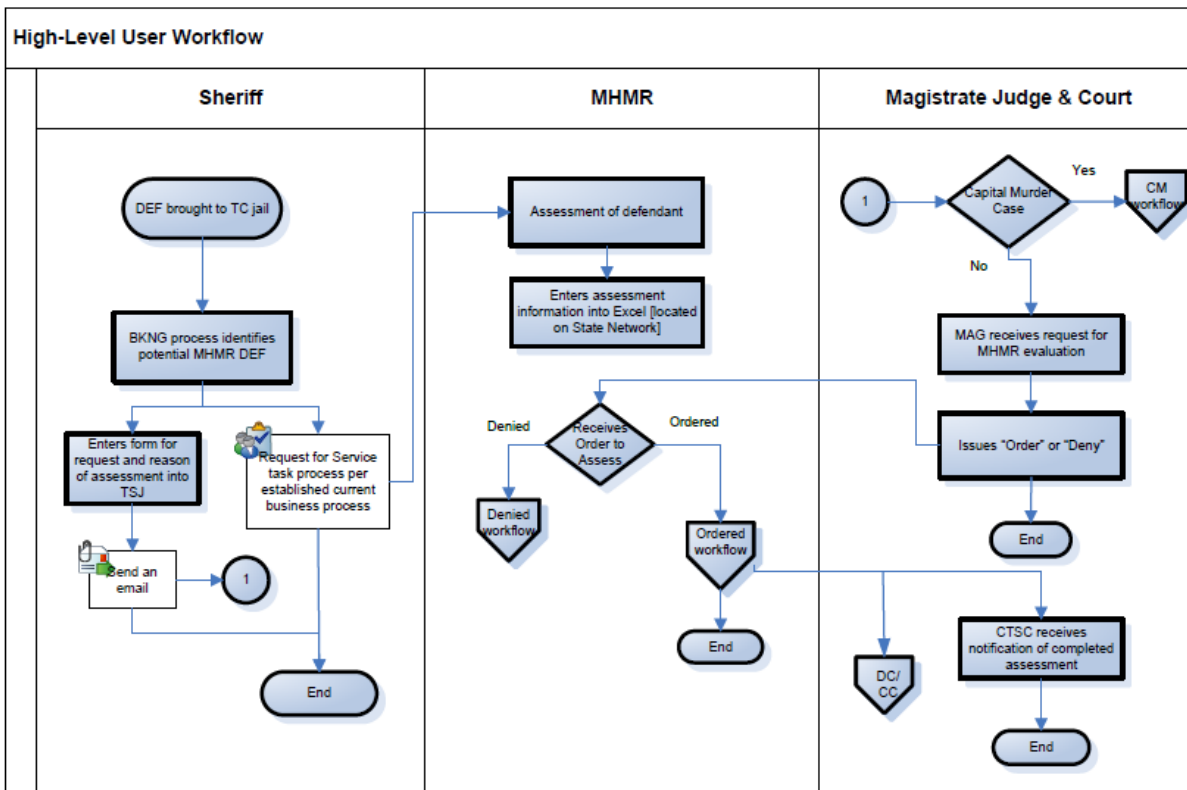 High-Level User Workflow
Sheriff
MHMR
Magistrate Judge & Court
DEF brought to TC jail
BKNG process identifies
potential MHMR DEF
Enters form for
request and reason
of assessment into
TSJ
Request for Service
task process per
established current
business process
Send an
email
1
End
Assessment of defendant
Enters assessment
information into Excel [located
on State Network]
Denied
Receives
Order to
Assess
Ordered
Denied
workflow
Ordered
workflow
End
1
Capital Murder
Case
Yes
CM
workflow
No
MAG receives request for
MHMR evaluation
Issues “Order” or “Deny”
End
DC/
CC
CTSC receives
notification of completed
assessment
End